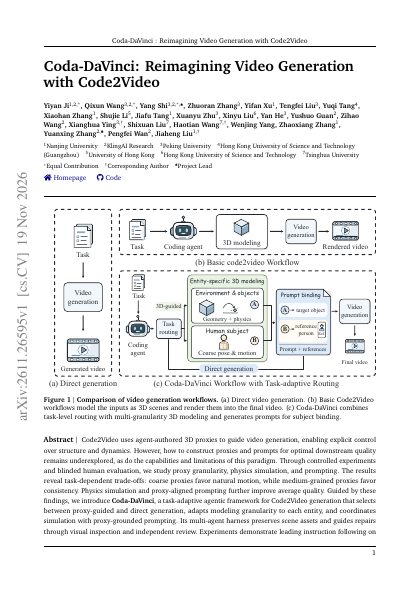 Coda-DaVinci : Reimagining Video Generation with Code2Video
Coda-DaVinci: Reimagining Video Generation
with Code2Video
Yiyan Ji1,2,*, Qixun Wang3,2,*, Yang Shi3,2,*,♠, Zhuoran Zhang3, Yifan Xu1, Tengfei Liu3, Yuqi Tang4,
Xiaohan Zhang1, Shujie Li5, Jiafu Tang1, Xuanyu Zhu3, Xinyu Liu6, Yan He3, Yushuo Guan2, Zihao
Wang2, Xianghua Ying3,†, Shixuan Liu7, Haotian Wang7,†, Wenjing Yang, Zhaoxiang Zhang1,
Yuanxing Zhang2,♠, Pengfei Wan2, Jiaheng Liu1,†
1Nanjing University 2KlingAI Research 3Peking University 4Hong Kong University of Science and Technology
(Guangzhou) 5University of Hong Kong 6Hong Kong University of Science and Technology 7Tsinghua University
*Equal Contribution †Corresponding Author ♠Project Lead
Homepage Code
arXiv:2611.26595v1 [cs.CV] 19 Nov 2026
Task
Video
generation
Generated video
(a) Direct generation
Task
Coding agent
3D modeling
Video
generation
Rendered video
(b) Basic code2video Workflow
Task
Coding
agent
3D-guided
Task
routing
Entity-specific 3D modeling
Environment & objects
A
Geometry + physics
Human subject
B
Coarse pose & motion
Direct generation
Prompt binding
A → target object
B → reference
person
Prompt + references
Video
generation
Final video
(c) Coda-DaVinci Workflow with Task-adaptive Routing
Figure 1 | Comparison of video generation workflows. (a) Direct video generation. (b) Basic Code2Video
workflows model the inputs as 3D scenes and render them into the final video. (c) Coda-DaVinci combines
task-level routing with multi-granularity 3D modeling and generates prompts for subject binding.
Abstract | Code2Video uses agent-authored 3D proxies to guide video generation, enabling explicit control
over structure and dynamics. However, how to construct proxies and prompts for optimal downstream quality
remains underexplored, as do the capabilities and limitations of this paradigm. Through controlled experiments
and blinded human evaluation, we study proxy granularity, physics simulation, and prompting. The results
reveal task-dependent trade-offs: coarse proxies favor natural motion, while medium-grained proxies favor
consistency. Physics simulation and proxy-aligned prompting further improve average quality. Guided by these
findings, we introduce Coda-DaVinci, a task-adaptive agentic framework for Code2Video generation that selects
between proxy-guided and direct generation, adapts modeling granularity to each entity, and coordinates
simulation with proxy-grounded prompting. Its multi-agent harness preserves scene assets and guides repairs
through visual inspection and independent review. Experiments demonstrate leading instruction following on
1